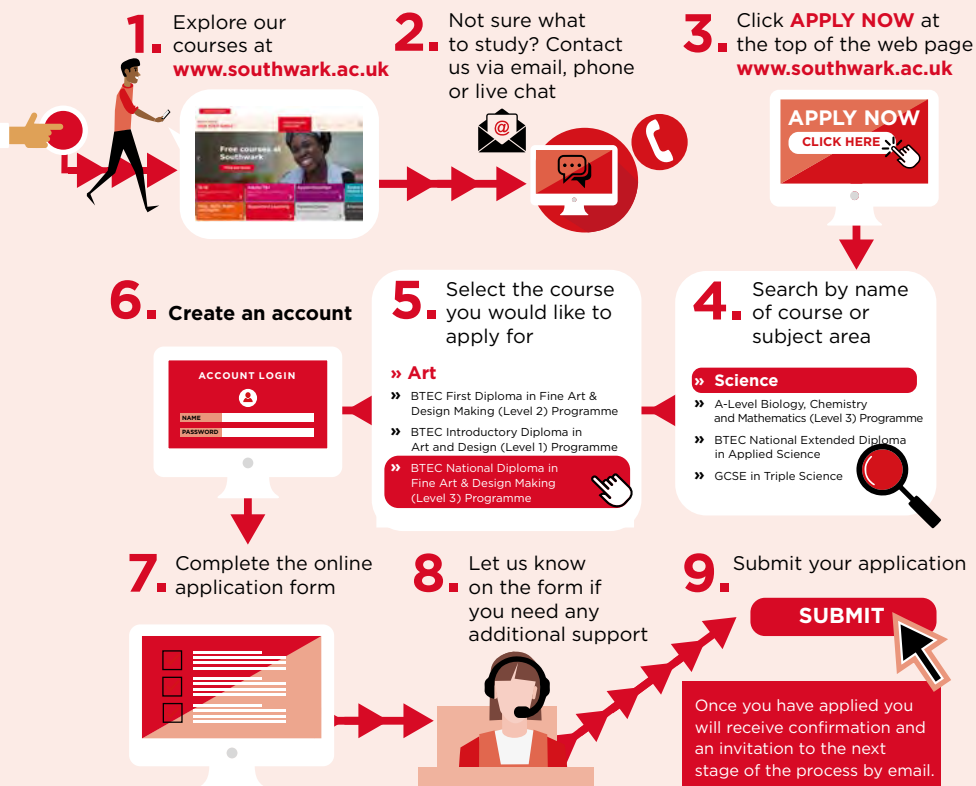 1. Explore our
courses at
www.southwark.ac.uk
Free courses at
Southwark
2. Not sure what
to study? Contact
us via email, phone
or live chat
@
3. Click APPLY NOW at
the top of the web page
www.southwark.ac.uk
APPLY NOW
CLICK HERE
4. Search by name
of course or
subject area
» Science
» A-Level Biology, Chemistry
and Mathematics (Level 3) Programme
» BTEC National Extended Diploma
in Applied Science
» GCSE in Triple Science
5. Select the course
you would like to
apply for
» Art
» BTEC First Diploma in Fine Art &
Design Making (Level 2) Programme
» BTEC Introductory Diploma in
Art and Design (Level 1) Programme
» BTEC National Diploma in
Fine Art & Design Making
(Level 3) Programme
6. Create an account
ACCOUNT LOGIN
NAME
PASSWORD
7. Complete the online
application form
8. Let us know
on the form if
you need any
additional support
9. Submit your application
SUBMIT
Once you have applied you
will receive confirmation and
an invitation to the next
stage of the process by email.